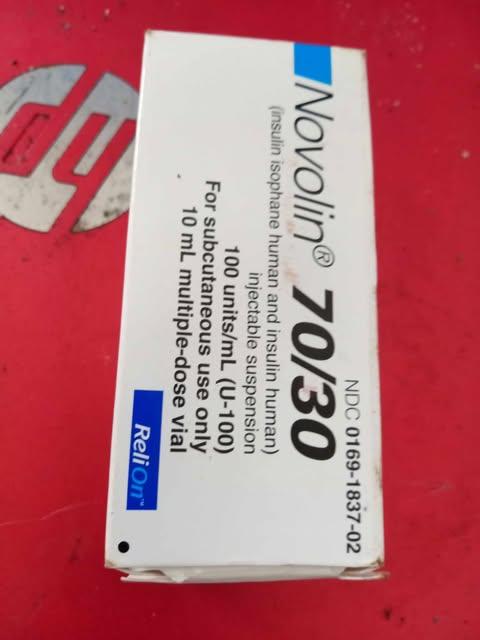 NDC 0169-1837-02
Novolin® 70/30
(insulin isophane human and insulin human)
injectable suspension
100 units/mL (U-100)
For subcutaneous use only
10 mL multiple-dose vial
ReliOn™
hp